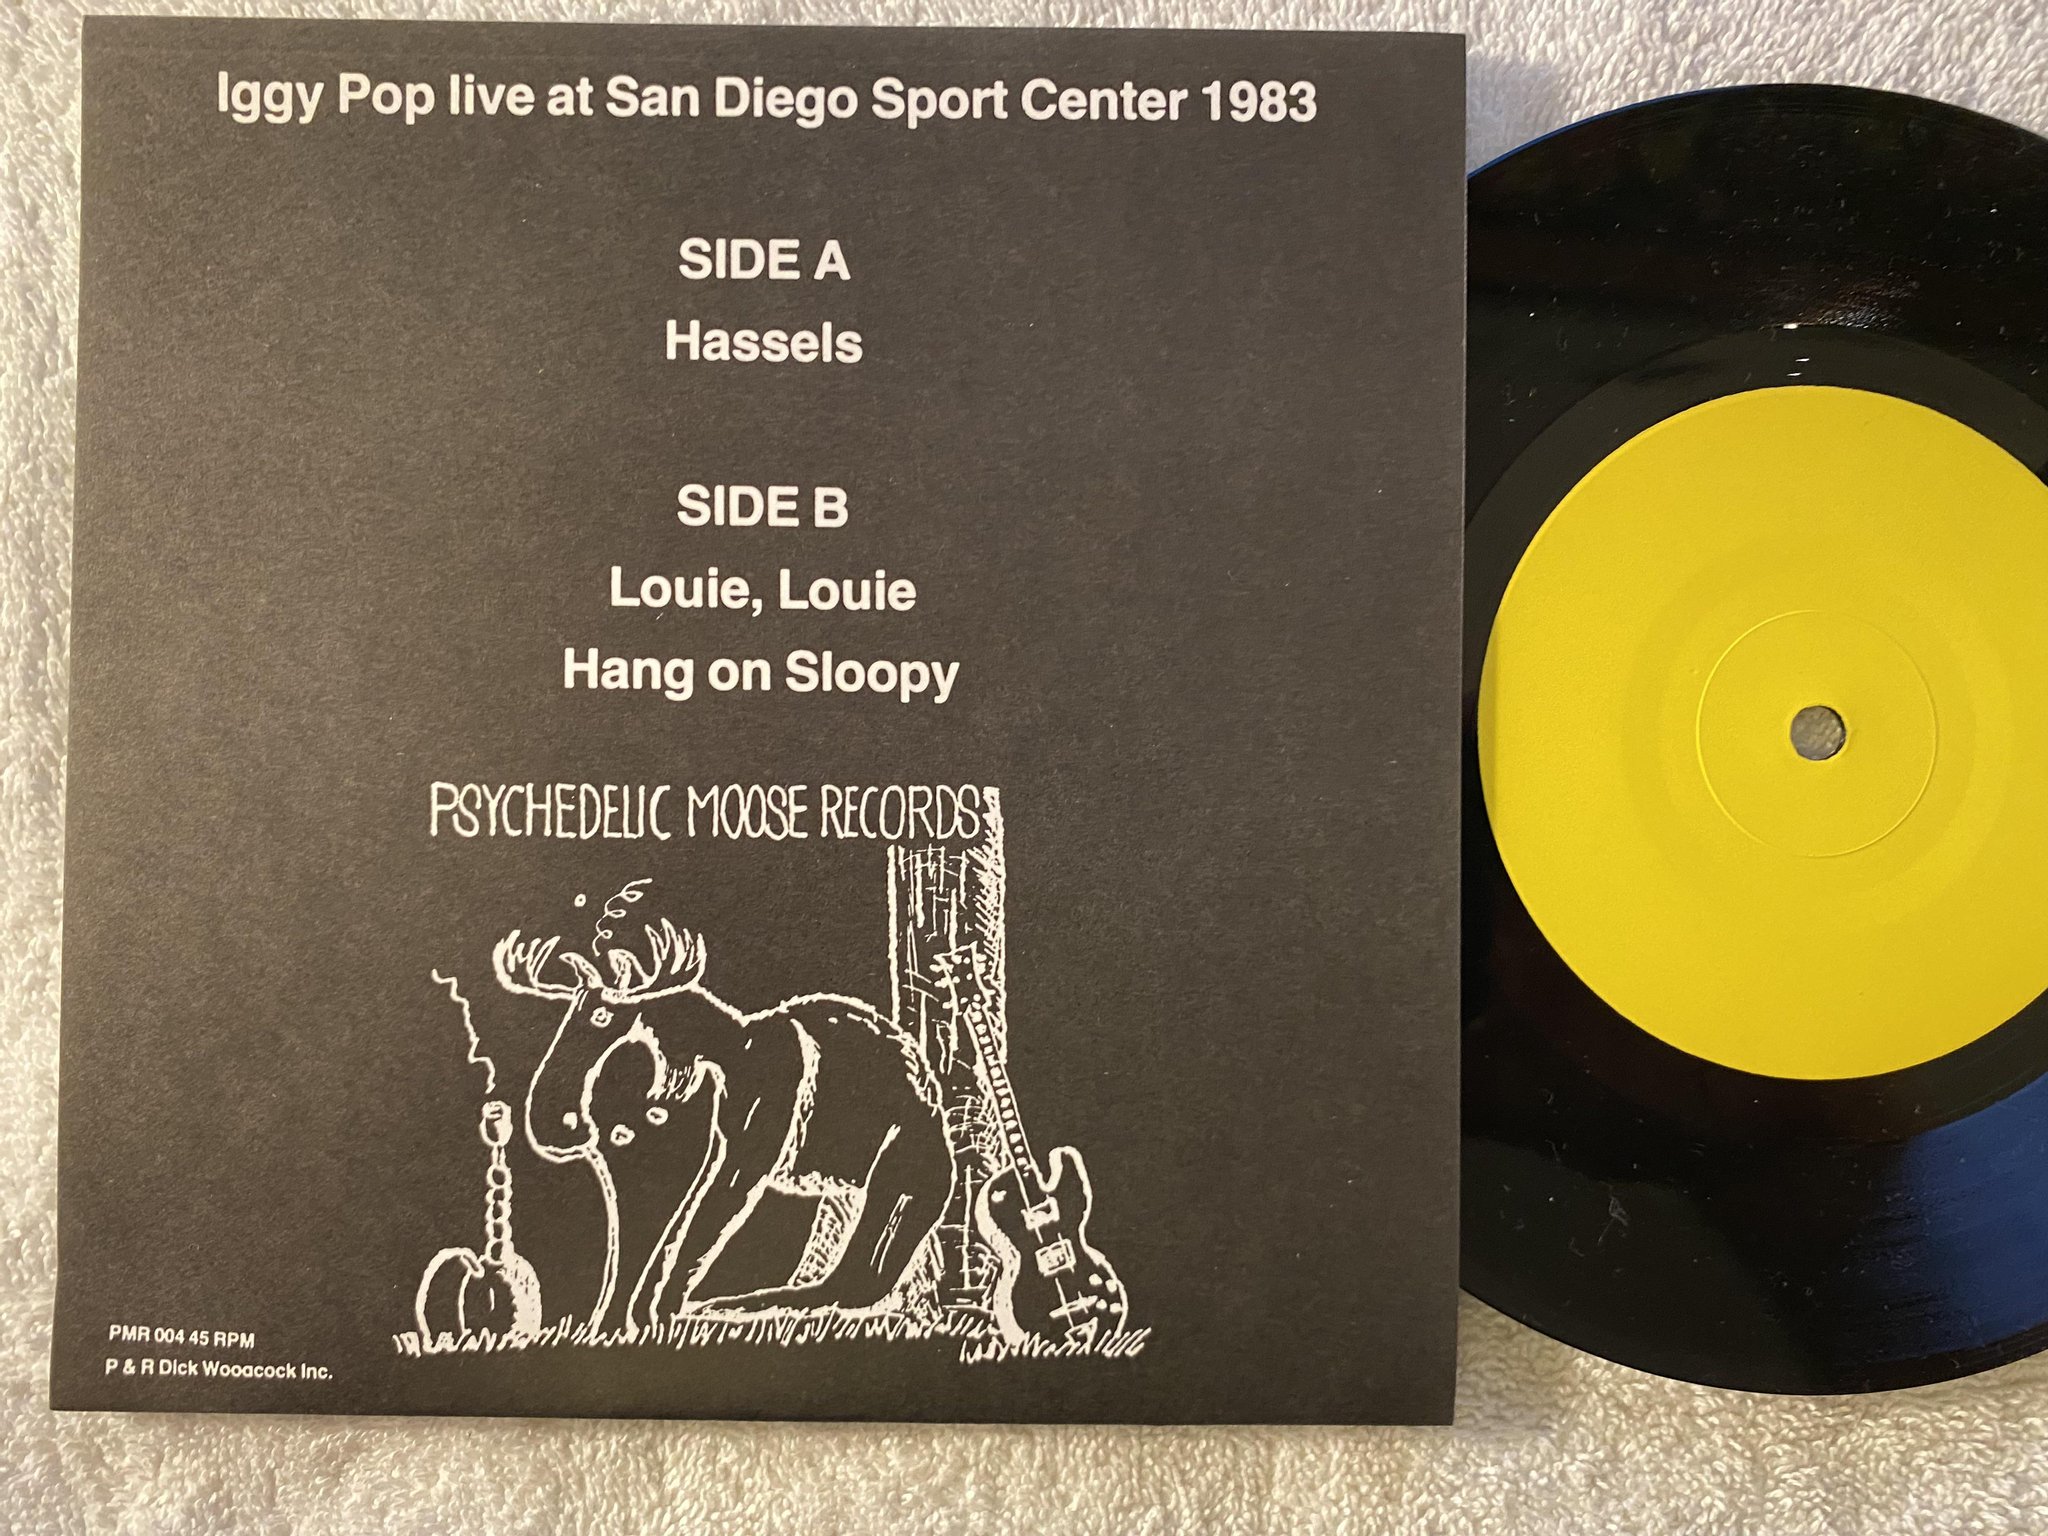 Iggy Pop live at San Diego Sport Center 1983
SIDE A
Hassels
SIDE B
Louie, Louie
Hang on Sloopy
PSYCHEDELIC MOOSE RECORDS
PMR 004 45 RPM
P & R Dick Wooacock Inc.